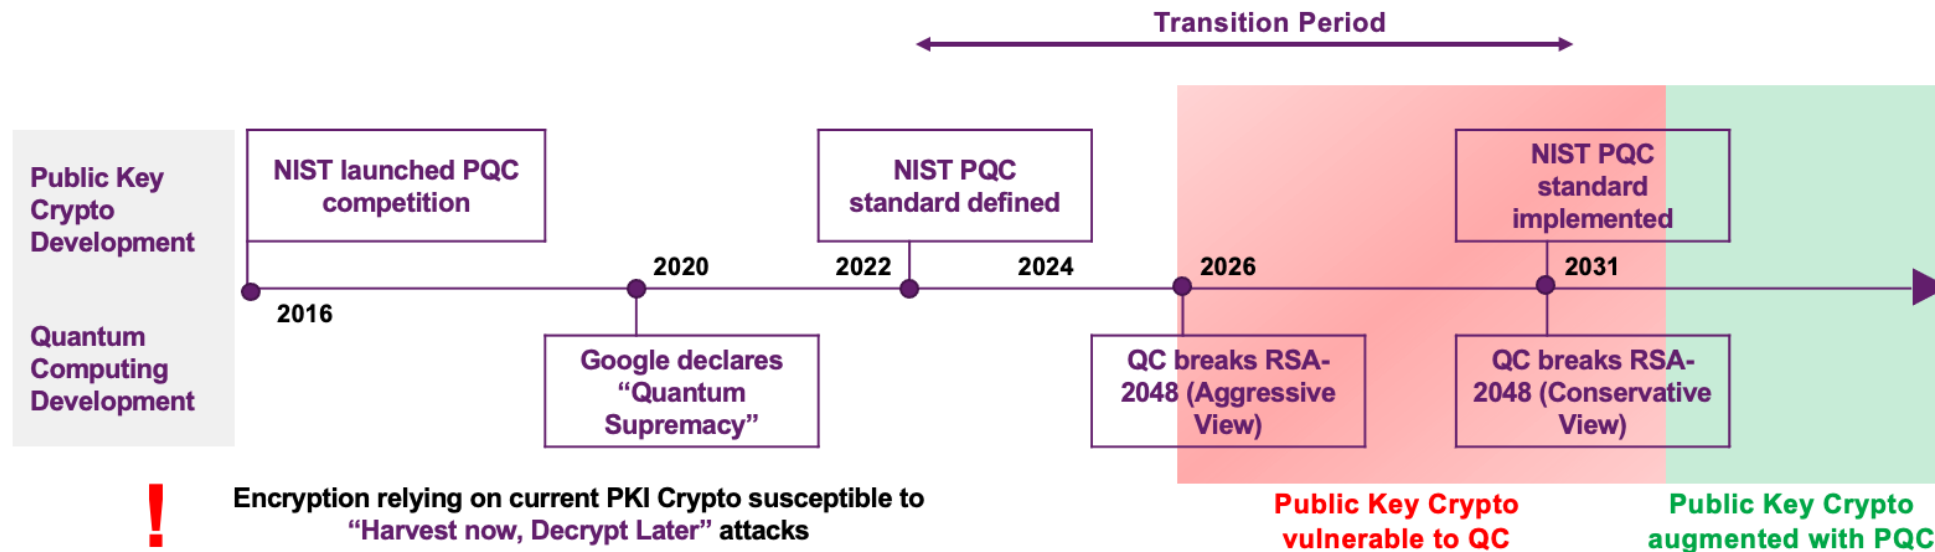 Transition Period
Public Key
Crypto
Development
NIST launched PQC
competition
NIST PQC
standard defined
NIST PQC
standard
implemented
2016
2020
2022
2024
2026
2031
Quantum
Computing
Development
Google declares
“Quantum
Supremacy”
QC breaks RSA-
2048 (Aggressive
View)
QC breaks RSA-
2048 (Conservative
View)
!
Encryption relying on current PKI Crypto susceptible to
“Harvest now, Decrypt Later” attacks
Public Key Crypto
vulnerable to QC
Public Key Crypto
augmented with PQC